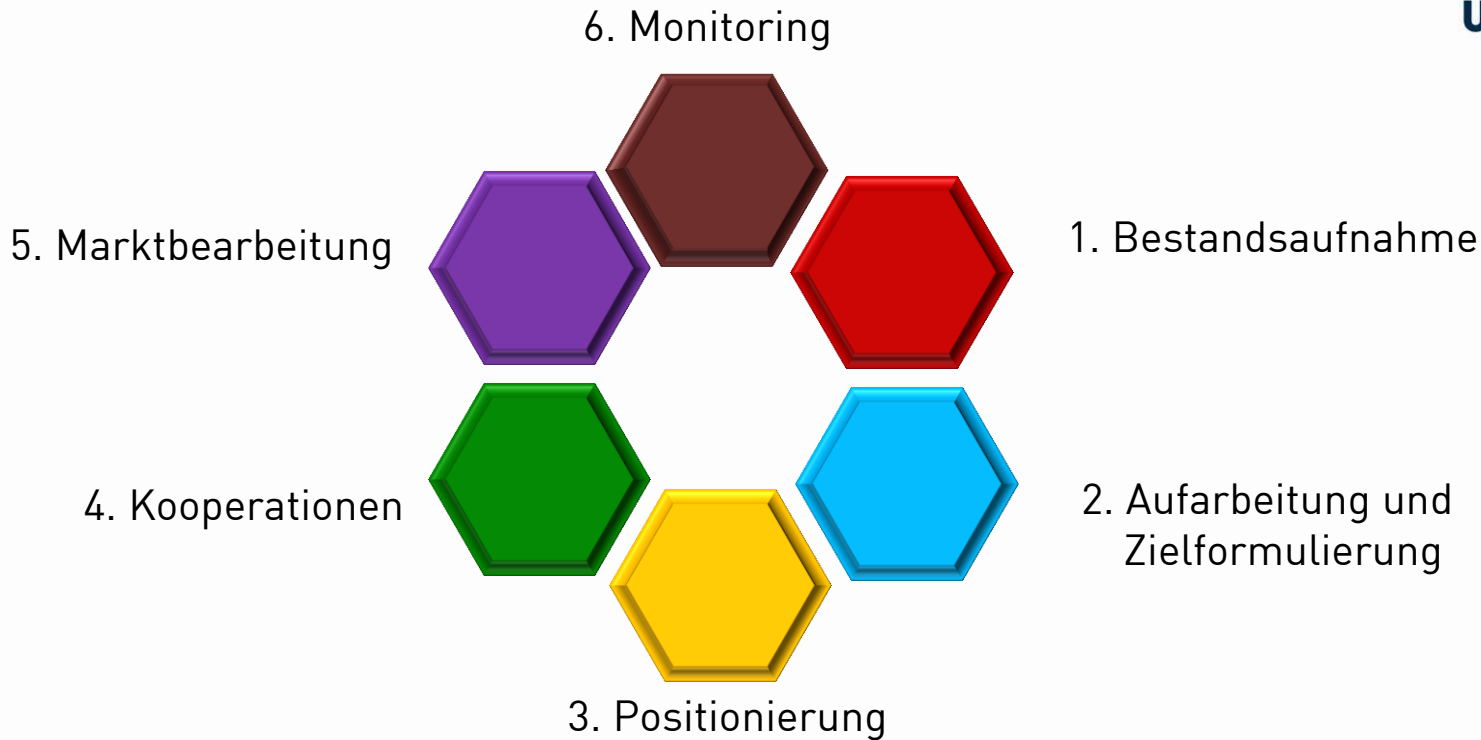 6. Monitoring
5. Marktbearbeitung
1. Bestandsaufnahme
4. Kooperationen
2. Aufarbeitung und
Zielformulierung
3. Positionierung